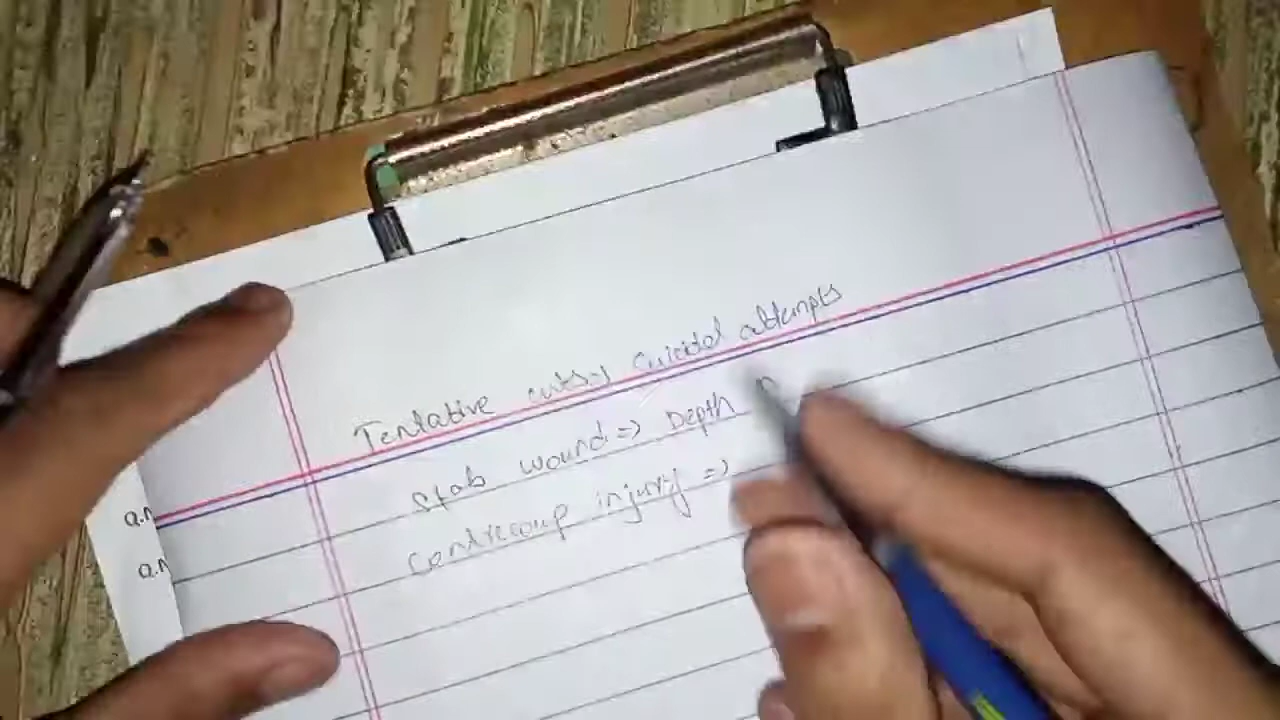 Tentative cuts => Suicidal attempts
Stab wound => Depth
Contrecoup injury =>
Q.N
Q.N